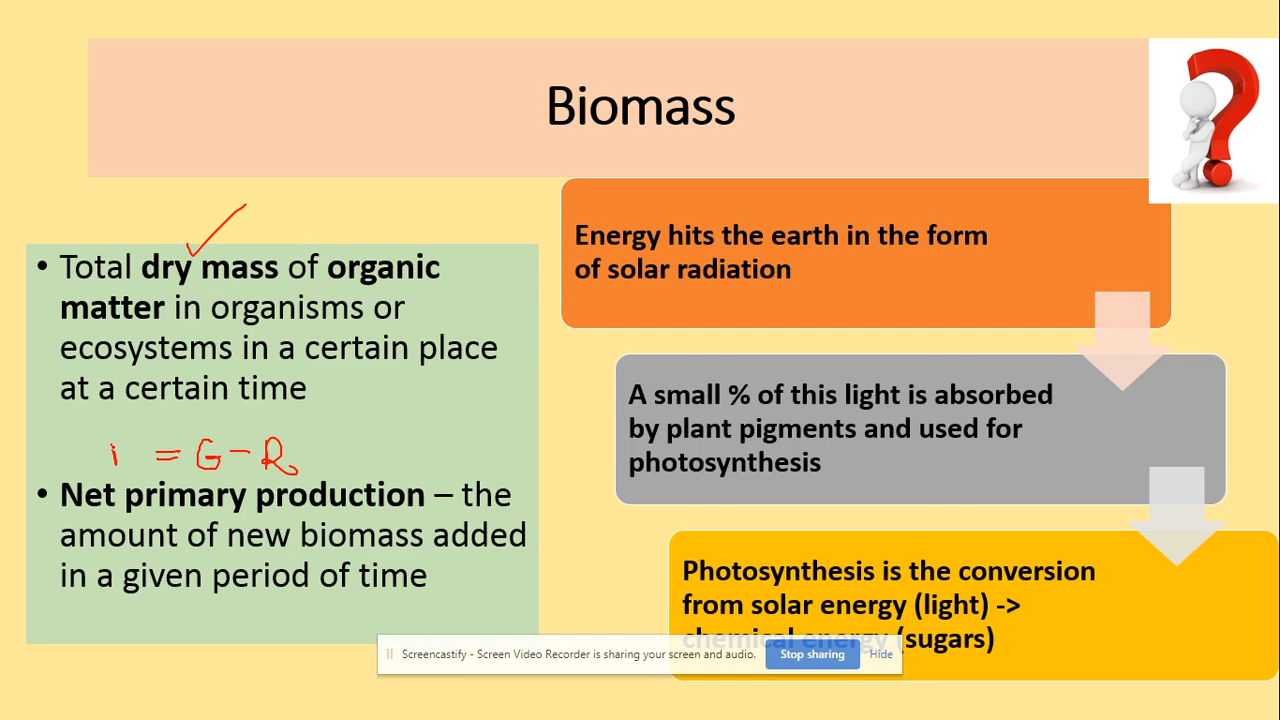 Biomass
• Total dry mass of organic
matter in organisms or
ecosystems in a certain place
at a certain time
i = G - R
• Net primary production – the
amount of new biomass added
in a given period of time
Energy hits the earth in the form
of solar radiation
A small % of this light is absorbed
by plant pigments and used for
photosynthesis
Photosynthesis is the conversion
from solar energy (light) ->
chemical energy (sugars)
Screencastify - Screen Video Recorder is sharing your screen and audio. Stop sharing Hide